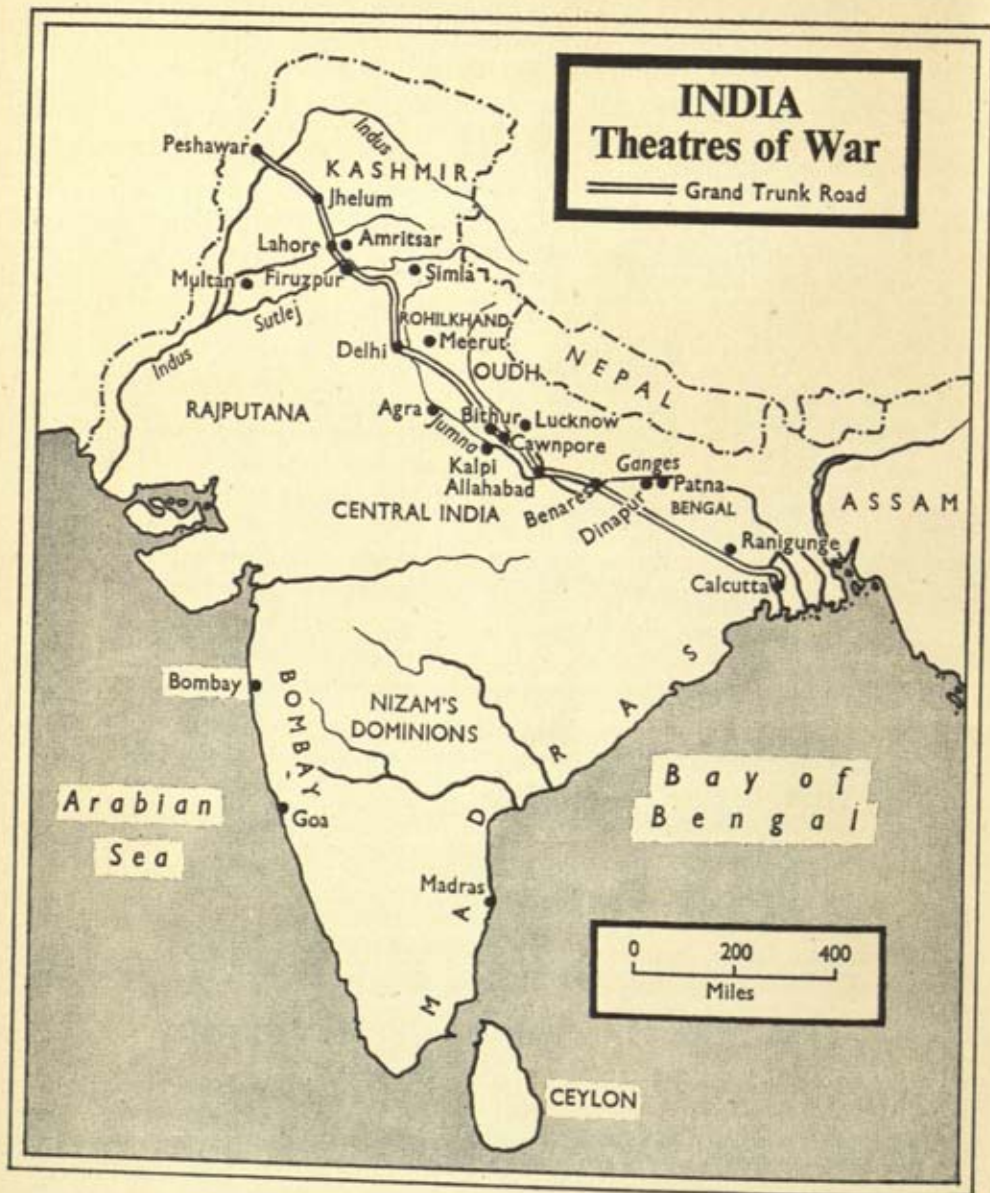 INDIA
Theatres of War
Grand Trunk Road
Indus
Peshawar
KASHMIR
Jhelum
Lahore
Amritsar
Multan
Firuzpur
Simla
Sutlej
ROHILKHAND
Indus
Delhi
Meerut
NEPAL
OUDH
RAJPUTANA
Agra
Jumna
Bithur
Lucknow
Cawnpore
Kalpi
Allahabad
Ganges
Patna
CENTRAL INDIA
Benares
Dinapur
BENGAL
ASSAM
Ranigunge
Calcutta
Bombay
BOMBAY
NIZAM'S
DOMINIONS
MADRAS
Arabian
Sea
Goa
Bay of
Bengal
Madras
0 200 400
Miles
CEYLON